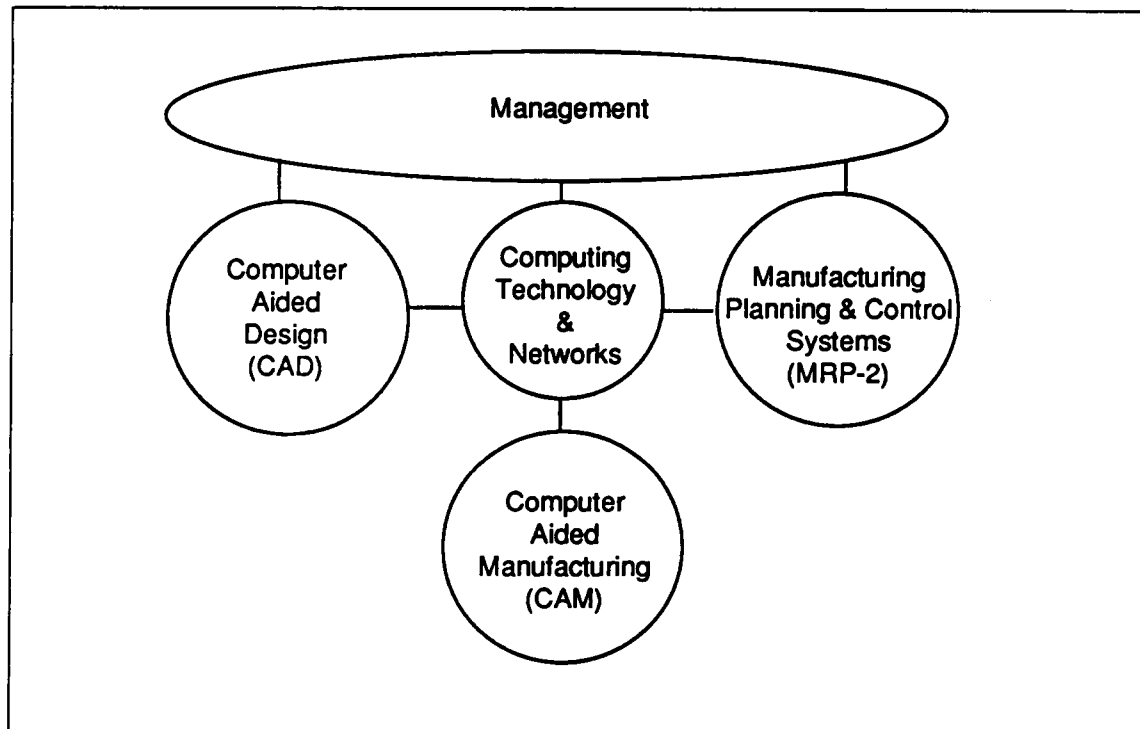 Management
Computer
Aided
Design
(CAD)
Computing
Technology
&
Networks
Manufacturing
Planning & Control
Systems
(MRP-2)
Computer
Aided
Manufacturing
(CAM)